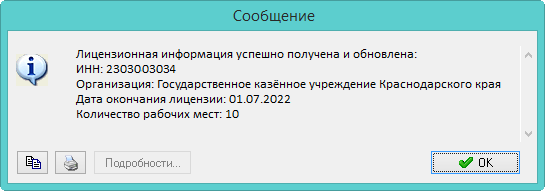 Сообщение
Лицензионная информация успешно получена и обновлена:
ИНН: 2303003034
Организация: Государственное казённое учреждение Краснодарского края
Дата окончания лицензии: 01.07.2022
Количество рабочих мест: 10
Подробности...
OK